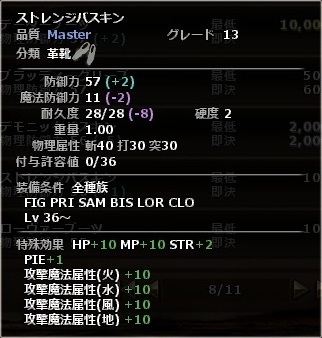 ストレンジバスキン
品質 Master グレード 13
分類 革靴
防御力 57 (+2)
魔法防御力 11 (-2)
耐久度 28/28 (-8) 硬度 2
重量 1.00
物理属性 斬40 打30 突30
付与許容値 0/36
装備条件 全種族
FIG PRI SAM BIS LOR CLO
Lv 36～
特殊効果 HP+10 MP+10 STR+2
PIE+1
攻撃魔法属性(火) +10
攻撃魔法属性(水) +10
攻撃魔法属性(風) +10
攻撃魔法属性(地) +10
8/11